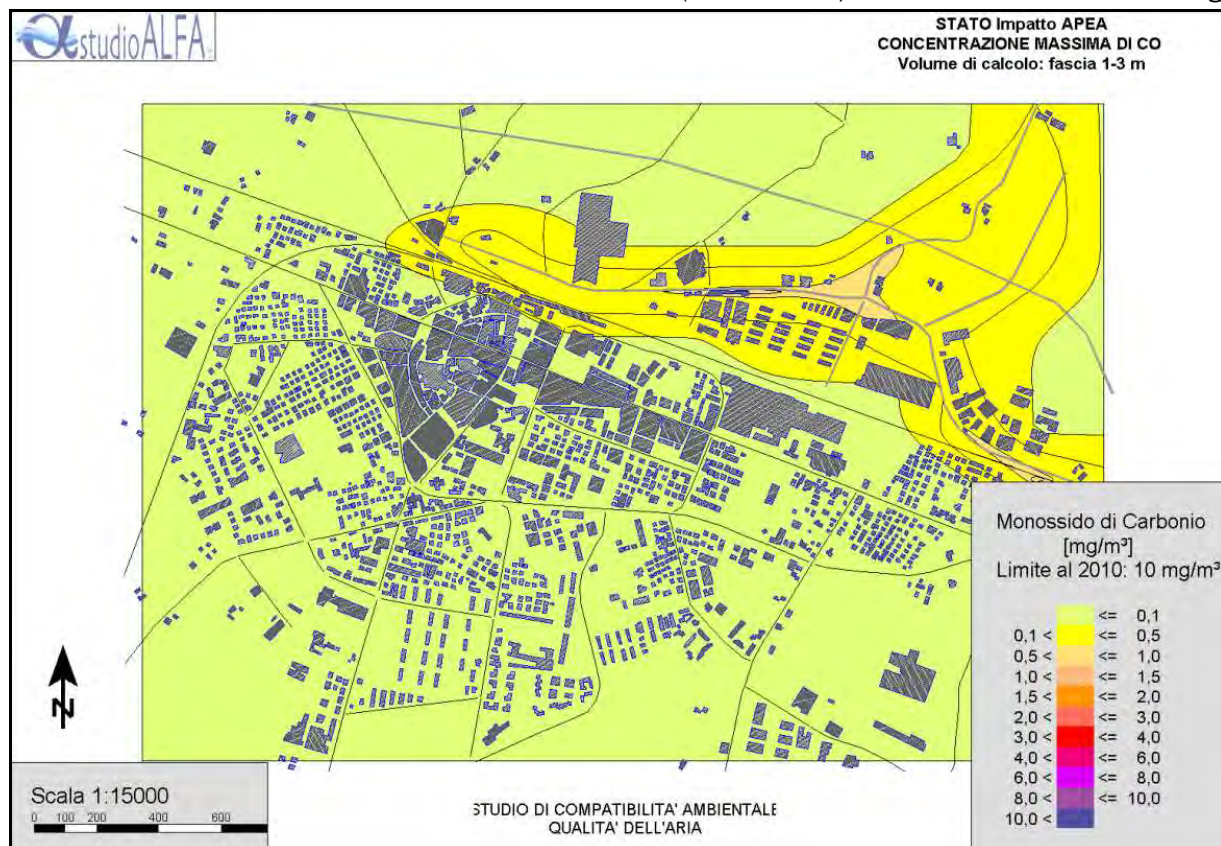 αstudioALFA
STATO Impatto APEA
CONCENTRAZIONE MASSIMA DI CO
Volume di calcolo: fascia 1-3 m
Monossido di Carbonio
[mg/m³]
Limite al 2010: 10 mg/m³
<= 0,1
0,1 < <= 0,5
0,5 < <= 1,0
1,0 < <= 1,5
1,5 < <= 2,0
2,0 < <= 3,0
3,0 < <= 4,0
4,0 < <= 6,0
6,0 < <= 8,0
8,0 < <= 10,0
10,0 <
N
Scala 1:15000
0 100 200 400 600
STUDIO DI COMPATIBILITA' AMBIENTALE
QUALITA' DELL'ARIA